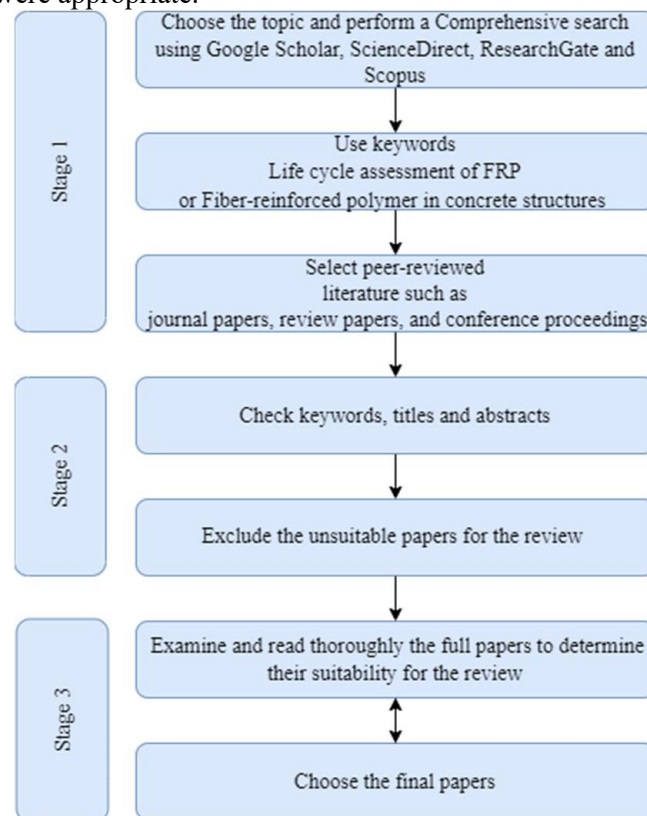 were appropriate.
Choose the topic and perform a Comprehensive search
using Google Scholar, ScienceDirect, ResearchGate and
Scopus
Stage 1
Use keywords
Life cycle assessment of FRP
or Fiber-reinforced polymer in concrete structures
Select peer-reviewed
literature such as
journal papers, review papers, and conference proceedings
Check keywords, titles and abstracts
Stage 2
Exclude the unsuitable papers for the review
Examine and read thoroughly the full papers to determine
their suitability for the review
Stage 3
Choose the final papers